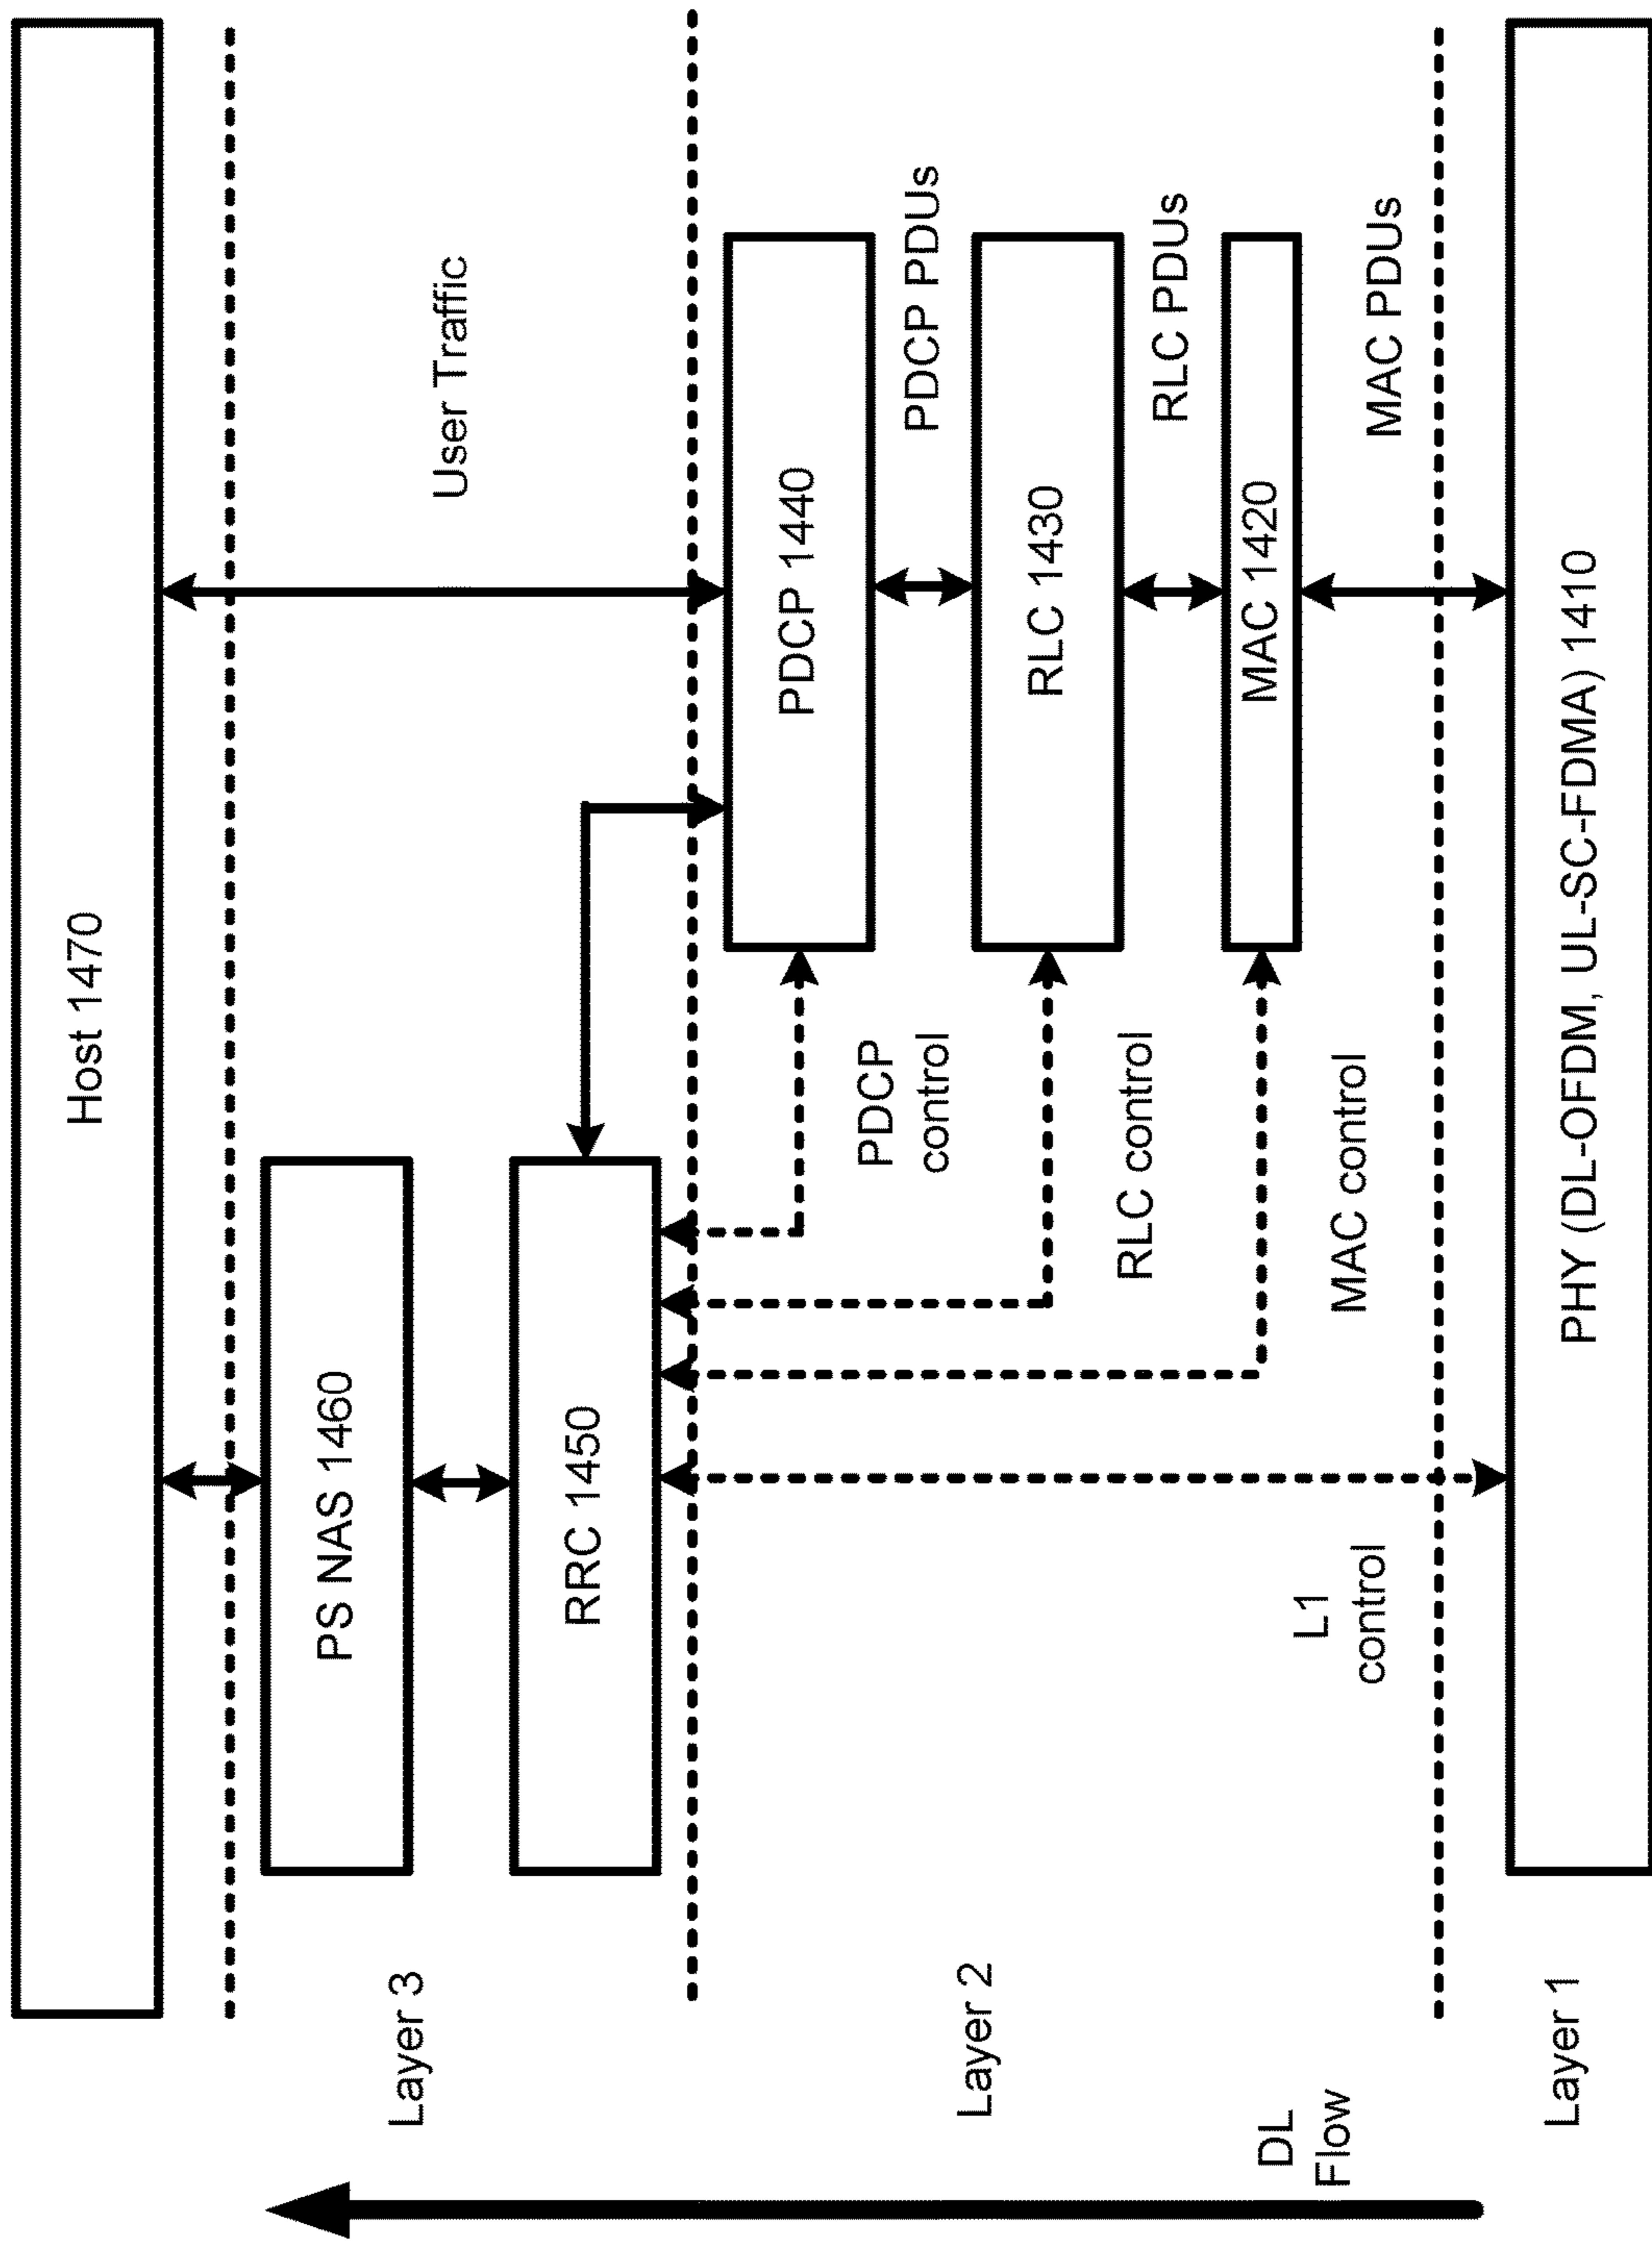 Host 1470
Layer 3
PS NAS 1460
User Traffic
RRC 1450
Layer 2
PDCP 1440
PDCP
control
PDCP PDUs
RLC 1430
RLC control
RLC PDUs
MAC 1420
MAC control
MAC PDUs
L1
control
DL
Flow
Layer 1
PHY (DL-OFDM, UL-SC-FDMA) 1410